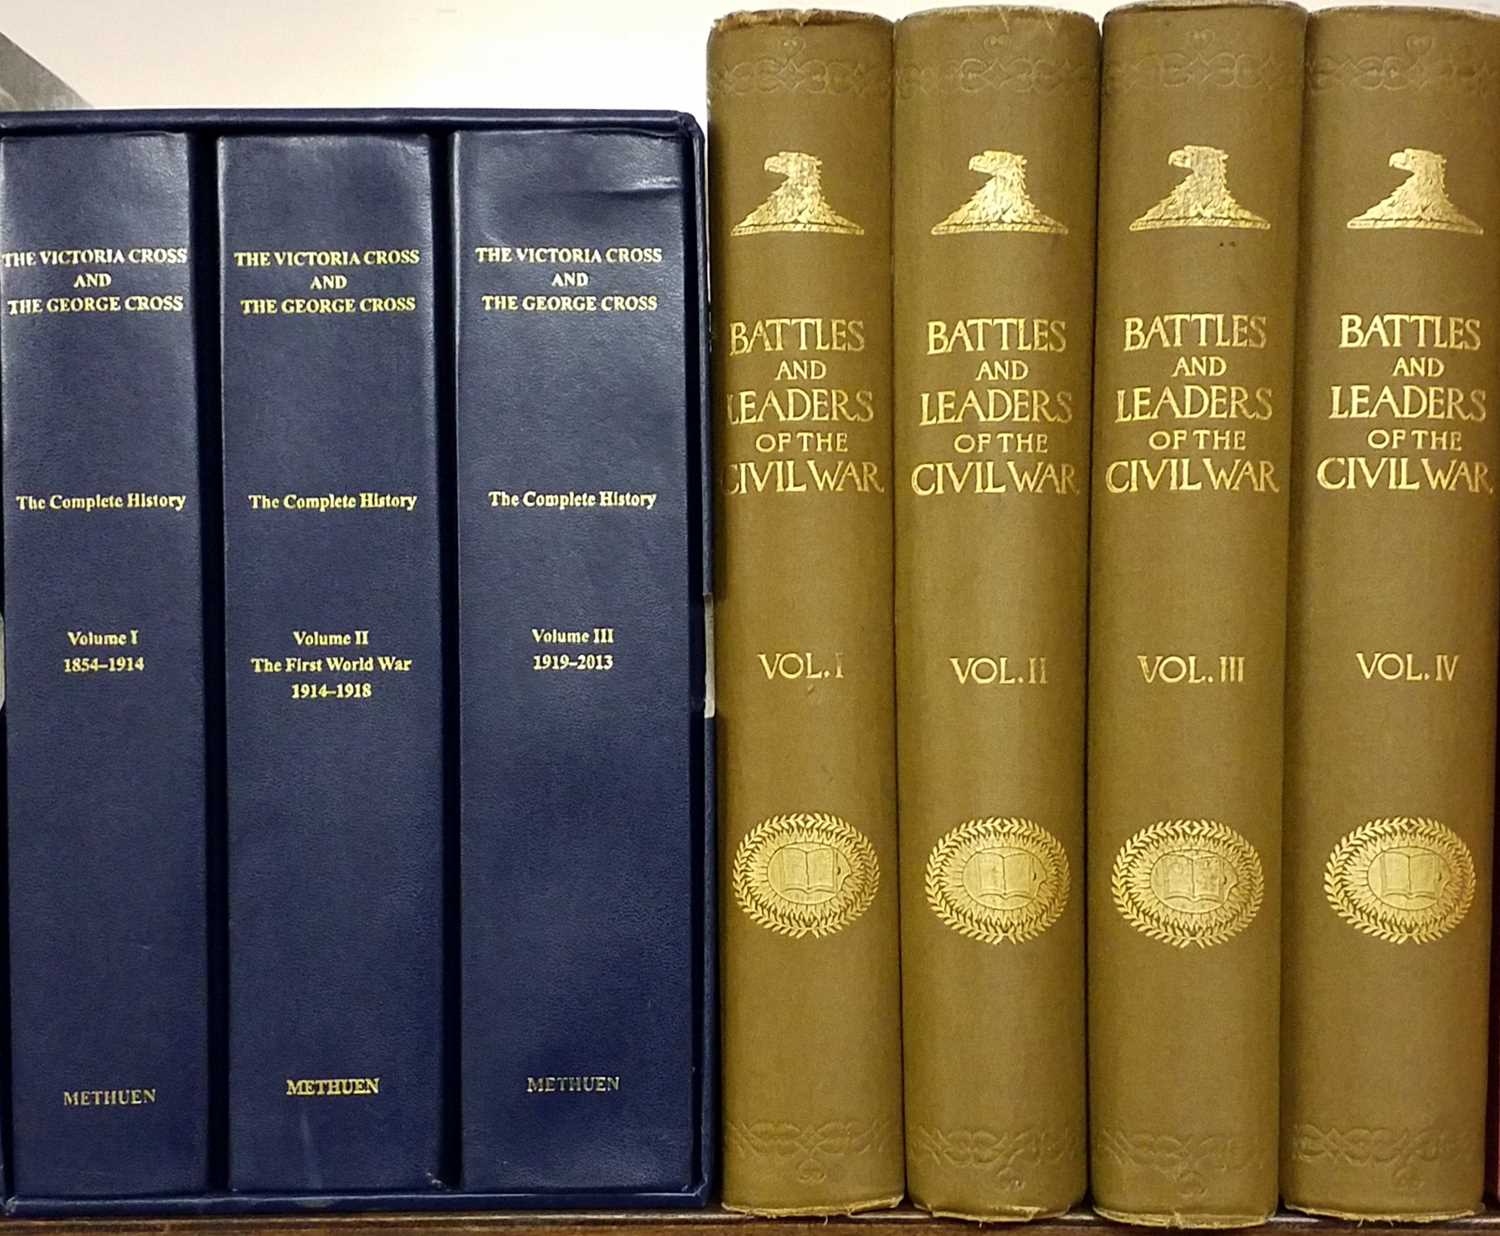 THE VICTORIA CROSS
AND
THE GEORGE CROSS
The Complete History
Volume I
1854–1914
METHUEN
THE VICTORIA CROSS
AND
THE GEORGE CROSS
The Complete History
Volume II
The First World War
1914–1918
METHUEN
THE VICTORIA CROSS
AND
THE GEORGE CROSS
The Complete History
Volume III
1919–2013
METHUEN
BATTLES
AND
LEADERS
OF THE
CIVIL WAR
VOL. I
BATTLES
AND
LEADERS
OF THE
CIVIL WAR
VOL. II
BATTLES
AND
LEADERS
OF THE
CIVIL WAR
VOL. III
BATTLES
AND
LEADERS
OF THE
CIVIL WAR
VOL. IV